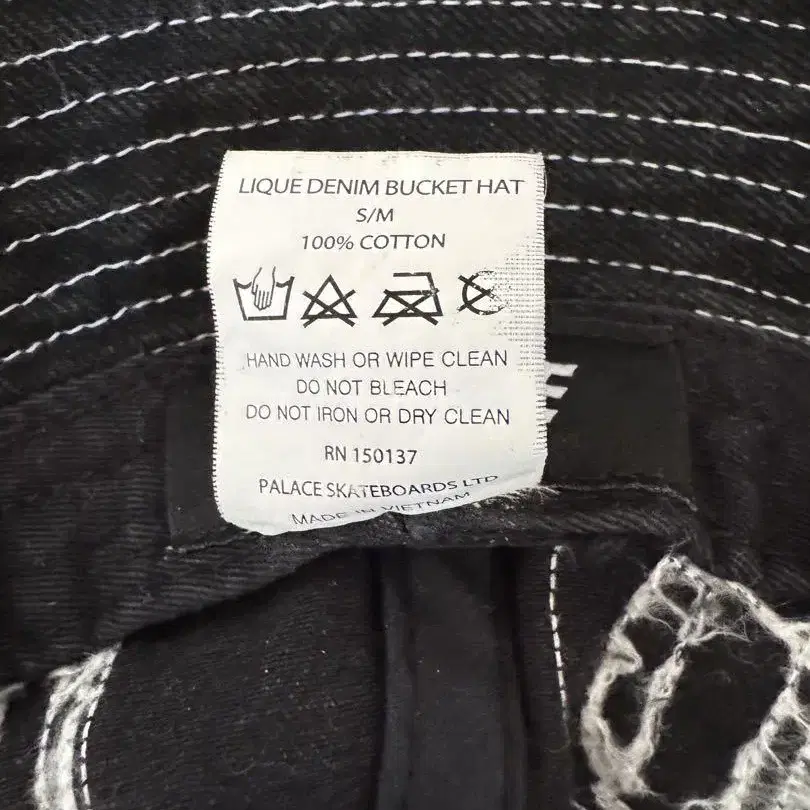 LIQUE DENIM BUCKET HAT
S/M
100% COTTON
HAND WASH OR WIPE CLEAN
DO NOT BLEACH
DO NOT IRON OR DRY CLEAN
RN 150137
PALACE SKATEBOARDS LTD
MADE IN VIETNAM